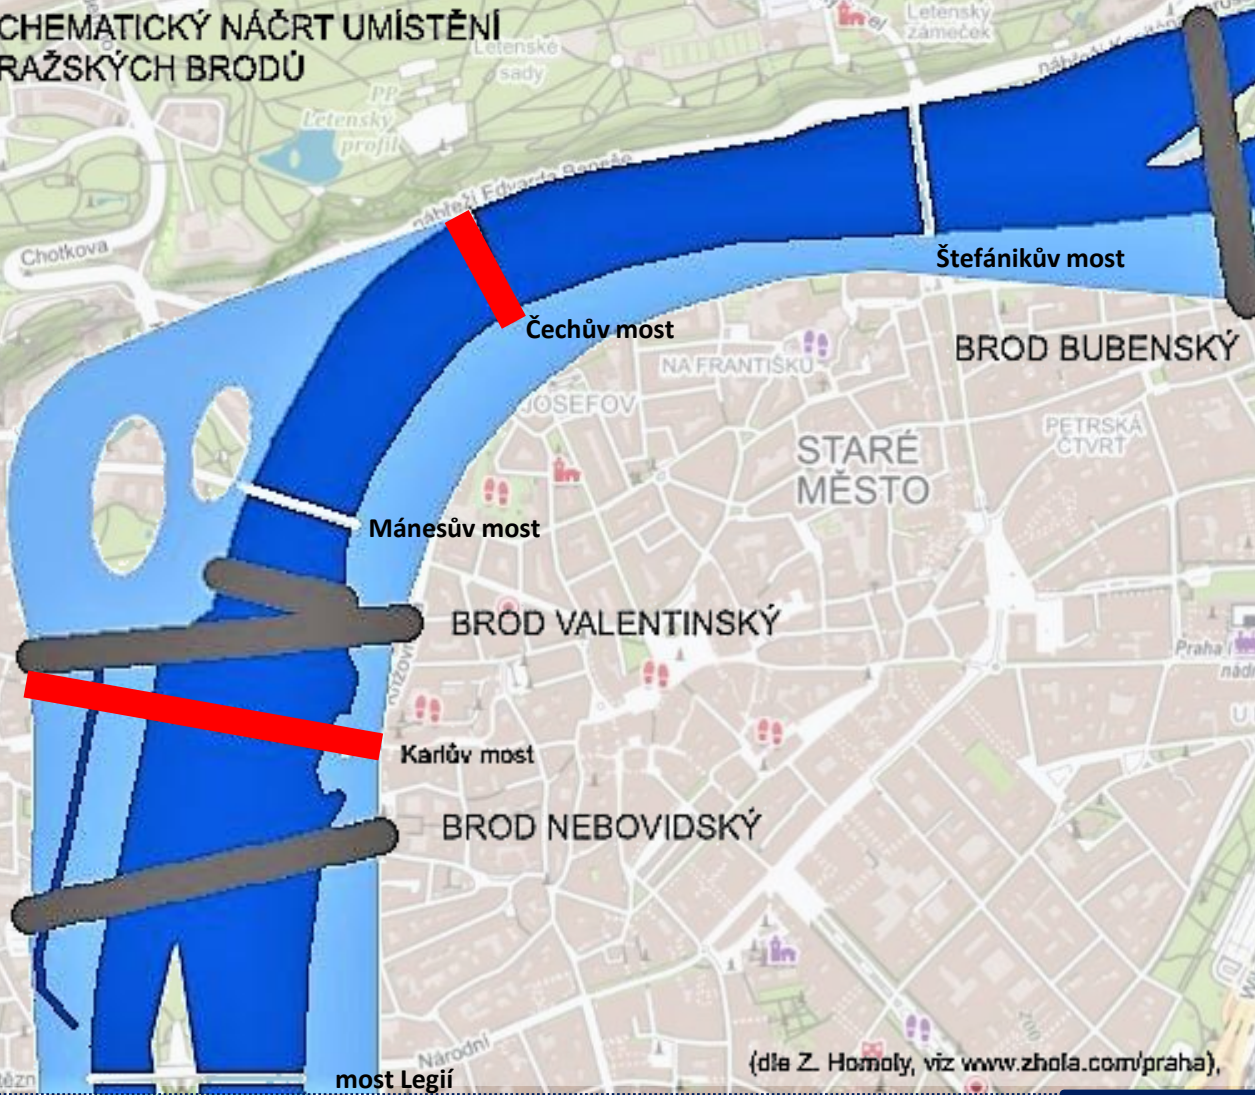 CHEMATICKÝ NÁČRT UMÍSTĚNÍ
RAŽSKÝCH BRODŮ
Letenský
zámeček
Letenské
sady
PP
Letenský
profil
nábřeží Edvarda Beneše
Chotkova
Štefánikův most
Čechův most
BROD BUBENSKÝ
NA FRANTIŠKU
JOSEFOV
STARÉ
MĚSTO
PETRSKÁ
ČTVRŤ
Mánesův most
BROD VALENTINSKÝ
Praha
Karlův most
BROD NEBOVIDSKÝ
Národní
(dle Z. Homoly, viz www.zhola.com/praha),
most Legií